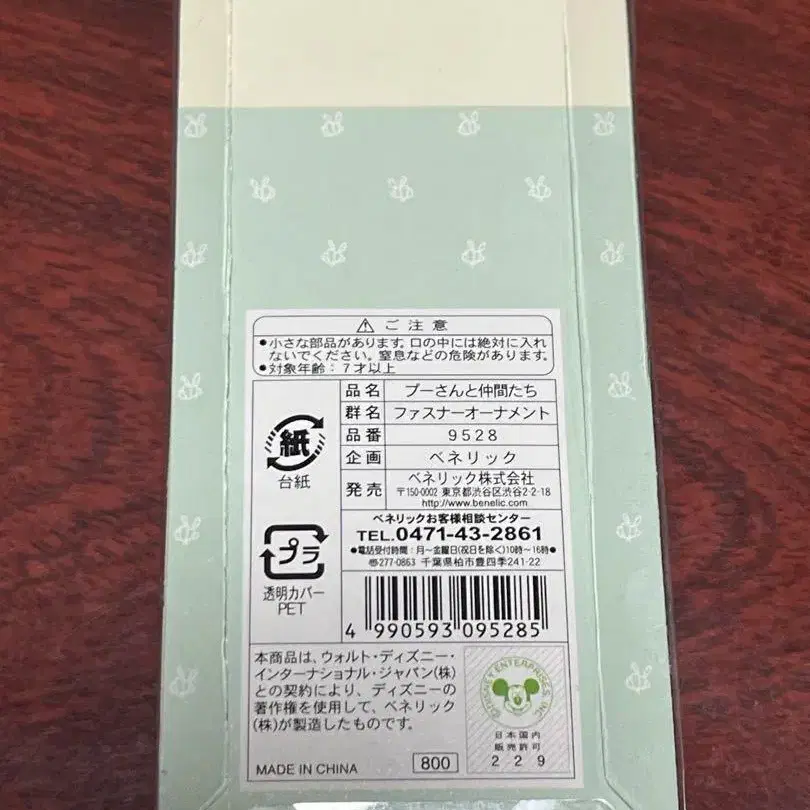 ⚠ ご注意
●小さな部品があります。口の中には絶対に入れ
ないでください。窒息などの危険があります。
●対象年齢：7才以上
紙
台紙
プラ
透明カバー
PET
品名 プーさんと仲間たち
群名 ファスナーオーナメント
品番 9528
企画 ベネリック
発売 ベネリック株式会社
〒150-0002 東京都渋谷区渋谷2-2-18
http://www.benelic.com
ベネリックお客様相談センター
TEL.0471-43-2861
●電話受付時間：月〜金曜日(祝日を除く)10時〜16時●
〒277-0863 千葉県柏市豊四季241-22
4 990593 095285
本商品は、ウォルト・ディズニー・
インターナショナル・ジャパン(株)
との契約により、ディズニーの
著作権を使用して、ベネリック
(株)が製造したものです。
MADE IN CHINA 800
©DISNEY ENTERPRISES, INC.
日本国内
販売許可
229